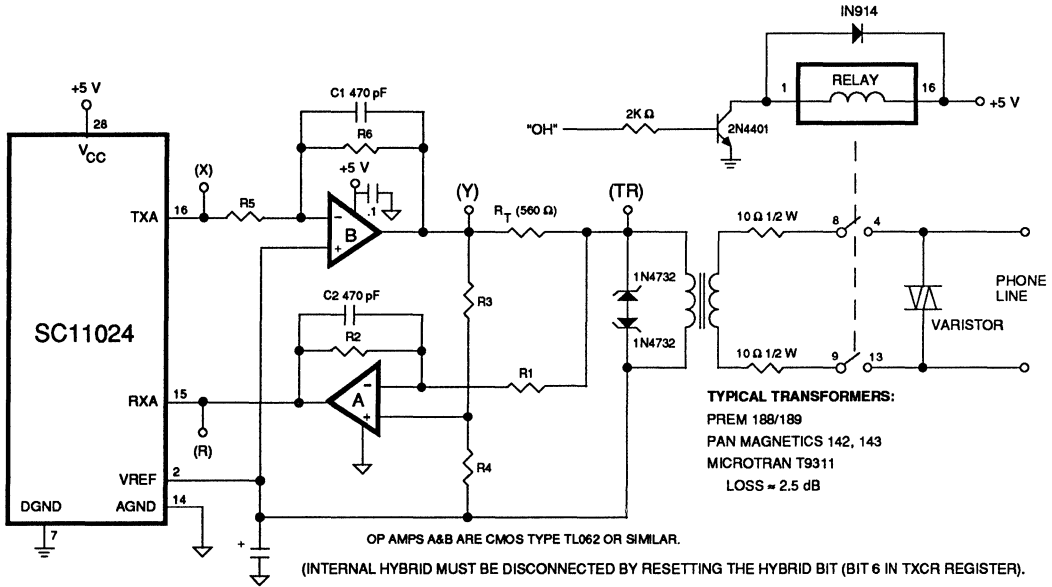 IN914
RELAY
1
16
+5 V
2K Ω
"OH"
2N4401
+5 V
28
VCC
C1 470 pF
R6
+5 V
.1
(X)
TXA
16
R5
−
B
+
(Y)
RT (560 Ω)
(TR)
10 Ω 1/2 W
8
4
R3
1N4732
1N4732
PHONE
LINE
VARISTOR
C2 470 pF
R2
SC11024
10 Ω 1/2 W
9
13
RXA
15
(R)
A
−
+
R1
R4
TYPICAL TRANSFORMERS:
PREM 188/189
PAN MAGNETICS 142, 143
MICROTRAN T9311
LOSS ≈ 2.5 dB
VREF
2
DGND
AGND
14
7
+
OP AMPS A&B ARE CMOS TYPE TL062 OR SIMILAR.
(INTERNAL HYBRID MUST BE DISCONNECTED BY RESETTING THE HYBRID BIT (BIT 6 IN TXCR REGISTER).